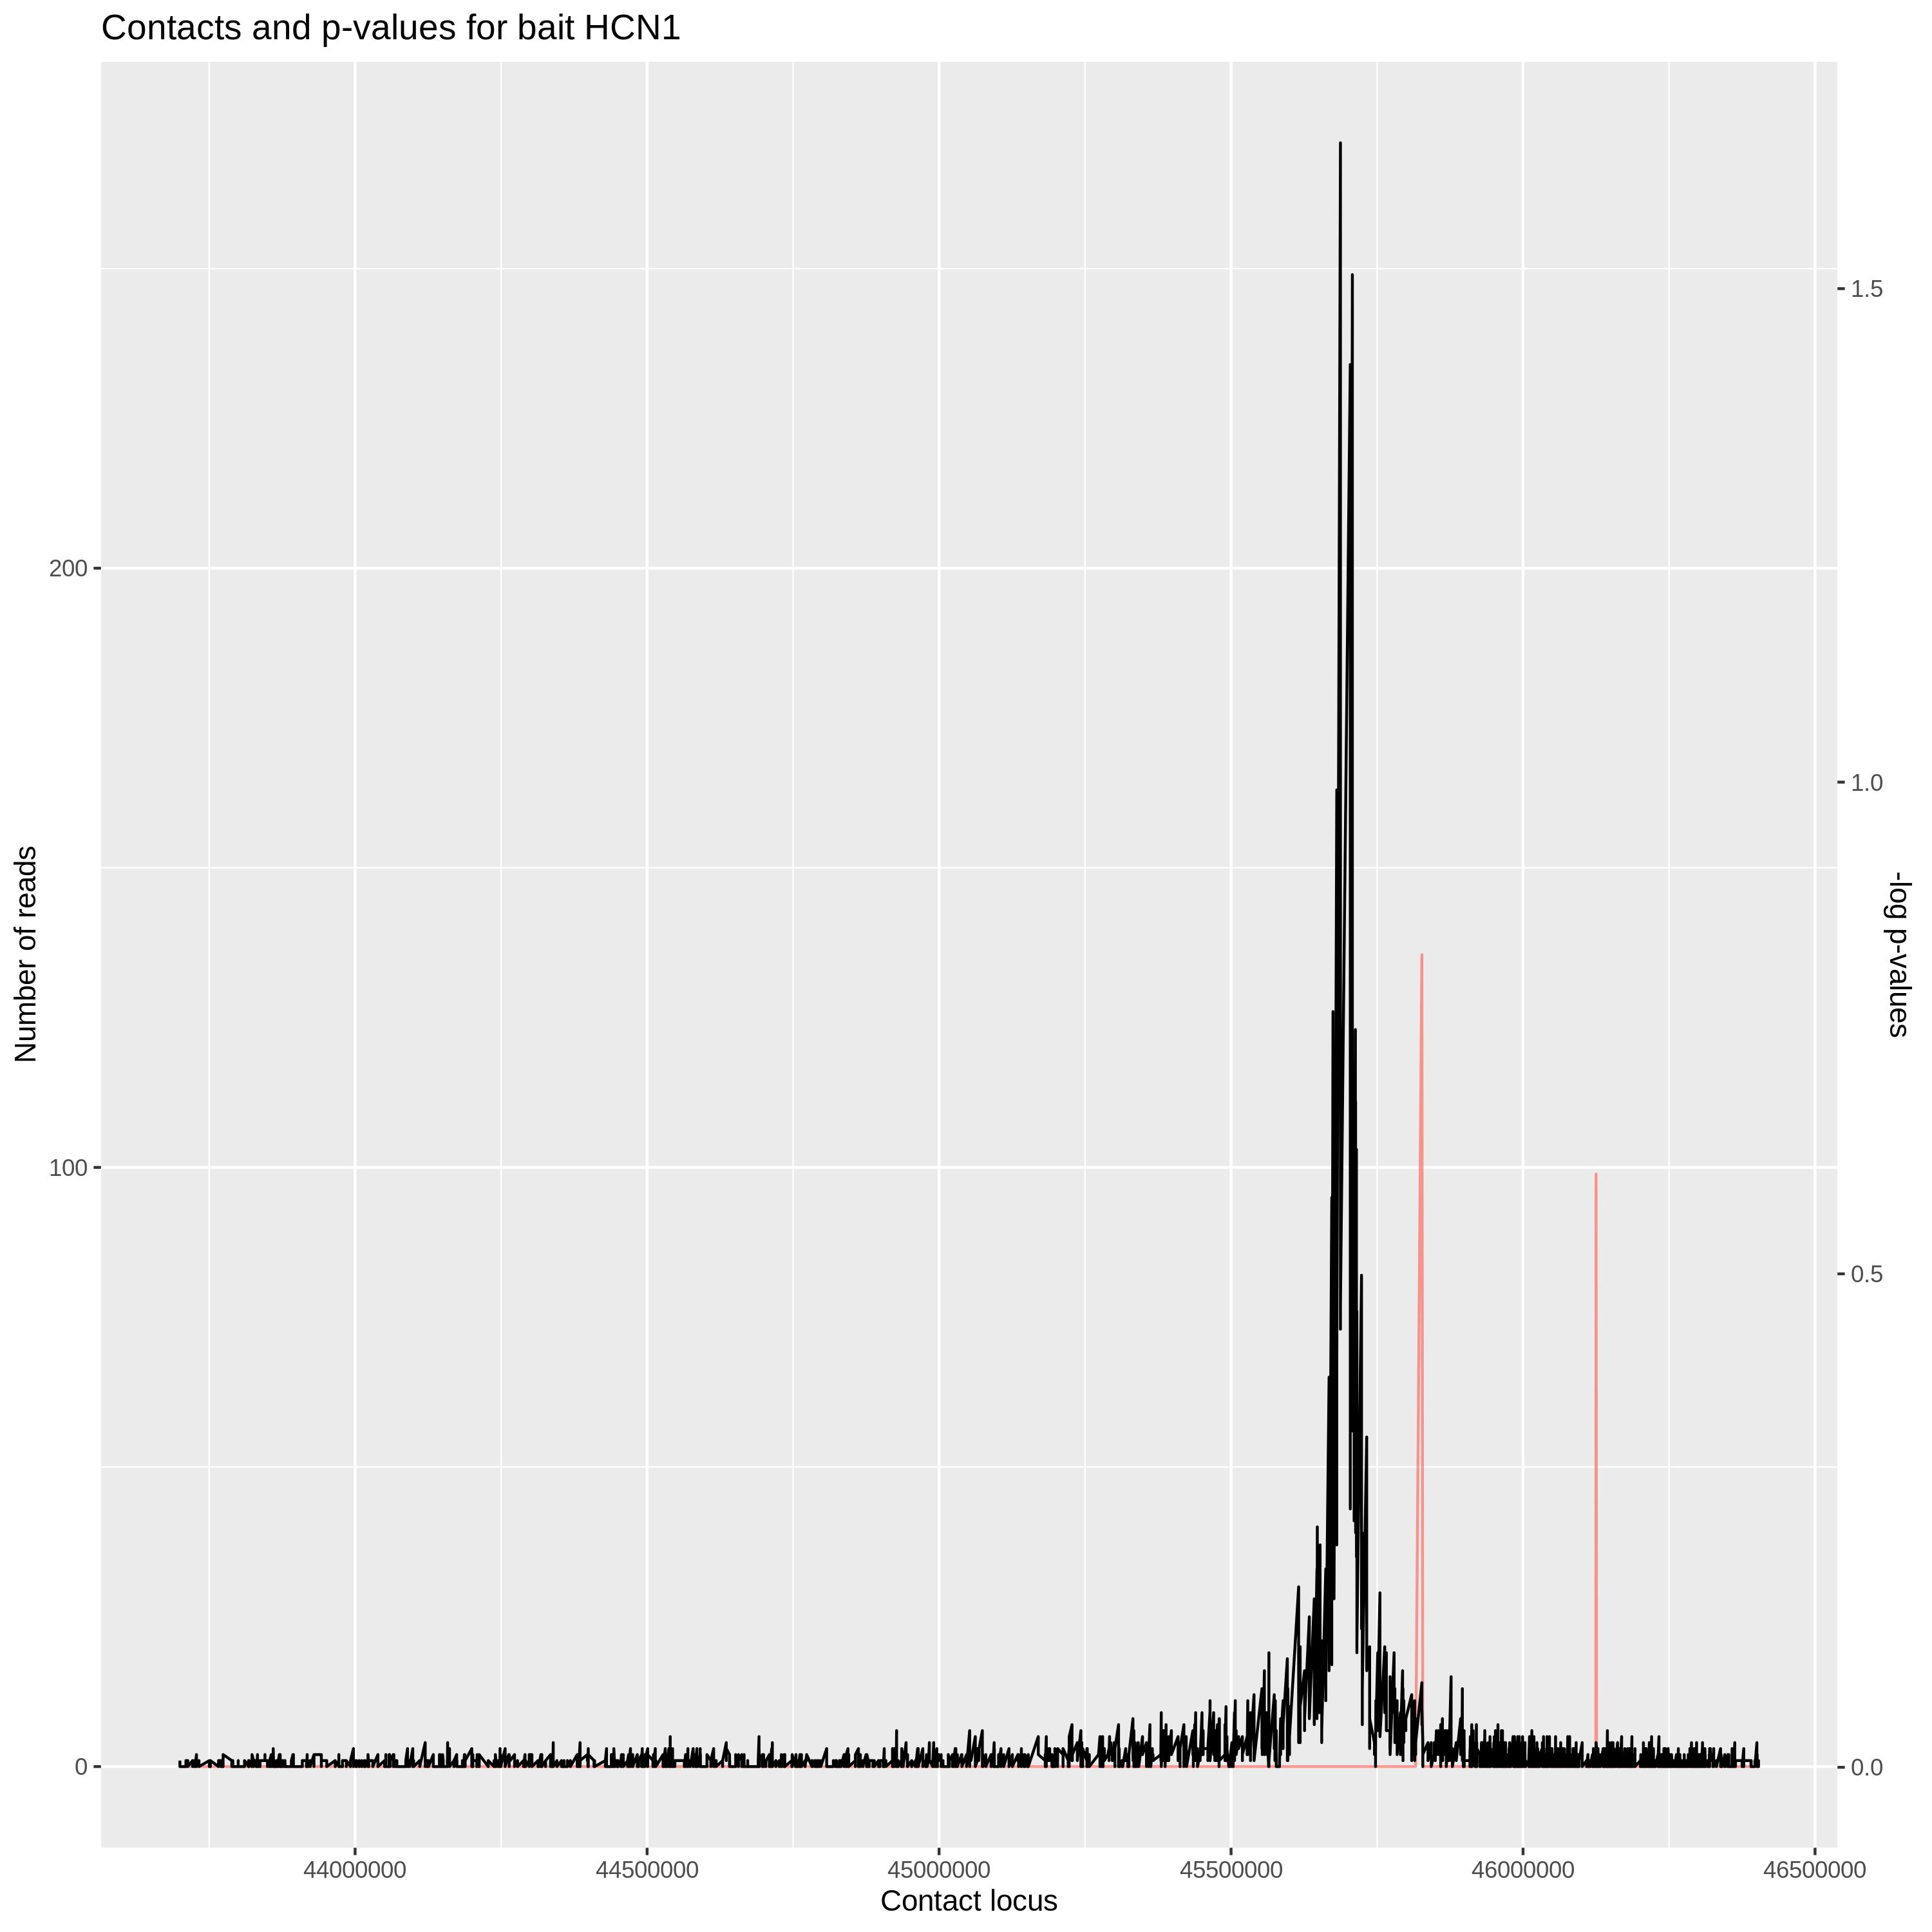 Contacts and p-values for bait HCN1
Number of reads
200
100
0
1.5
1.0
0.5
0.0
-log p-values
44000000 44500000 45000000 45500000 46000000 46500000
Contact locus